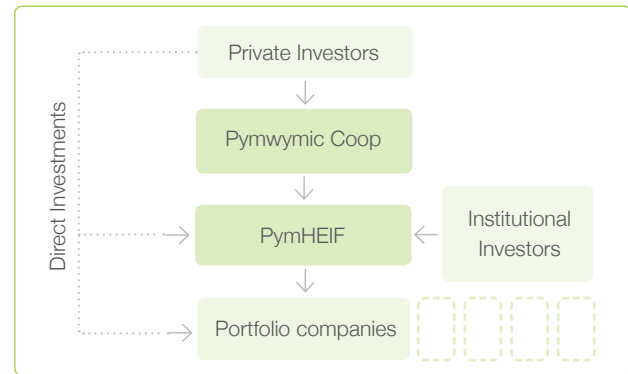 Private Investors
Pymwymic Coop
Direct Investments
PymHEIF
Institutional
Investors
Portfolio companies